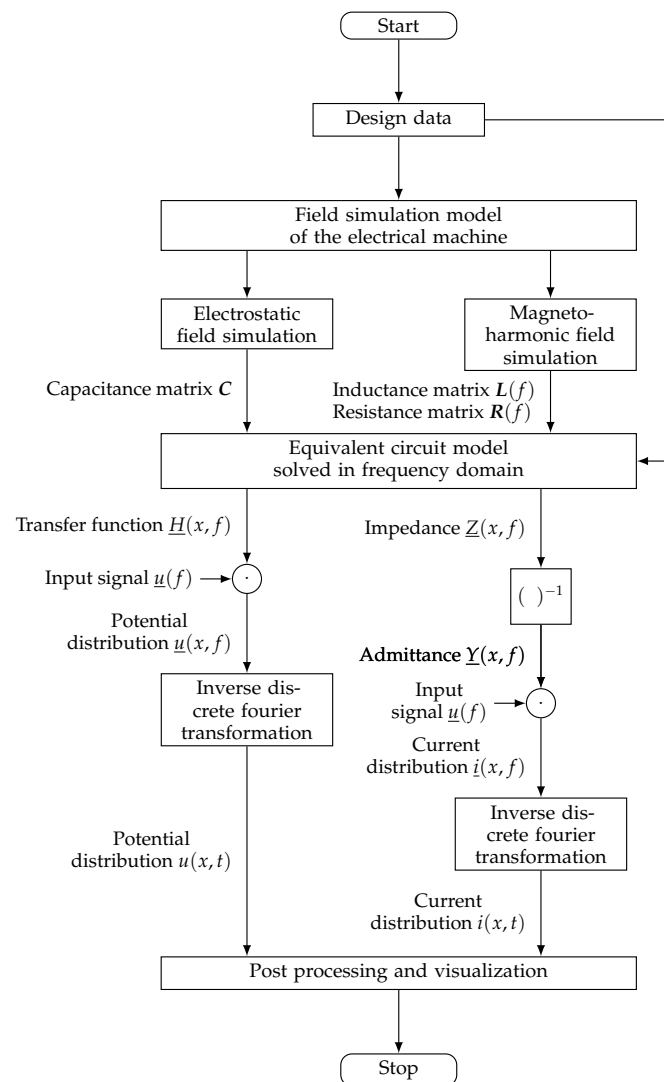 Start
Design data
Field simulation model
of the electrical machine
Electrostatic
field simulation
Magneto-
harmonic field
simulation
Capacitance matrix C
Inductance matrix L(f)
Resistance matrix R(f)
Equivalent circuit model
solved in frequency domain
Transfer function H(x, f)
Impedance Z(x, f)
Input signal u(f)
·
( )⁻¹
Potential
distribution u(x, f)
Admittance Y(x, f)
Inverse dis-
crete fourier
transformation
Input
signal u(f)
·
Current
distribution i(x, f)
Inverse dis-
crete fourier
transformation
Potential
distribution u(x, t)
Current
distribution i(x, t)
Post processing and visualization
Stop